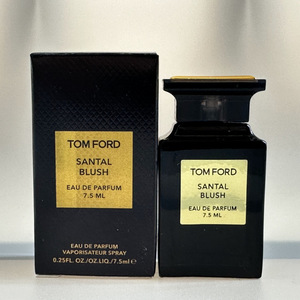 TOM FORD
SANTAL
BLUSH
EAU DE PARFUM
7.5 ML
EAU DE PARFUM
VAPORISATEUR SPRAY
0.25FL. OZ./OZ.LIQ./7.5ml℮
TOM FORD
SANTAL
BLUSH
EAU DE PARFUM
7.5 ML